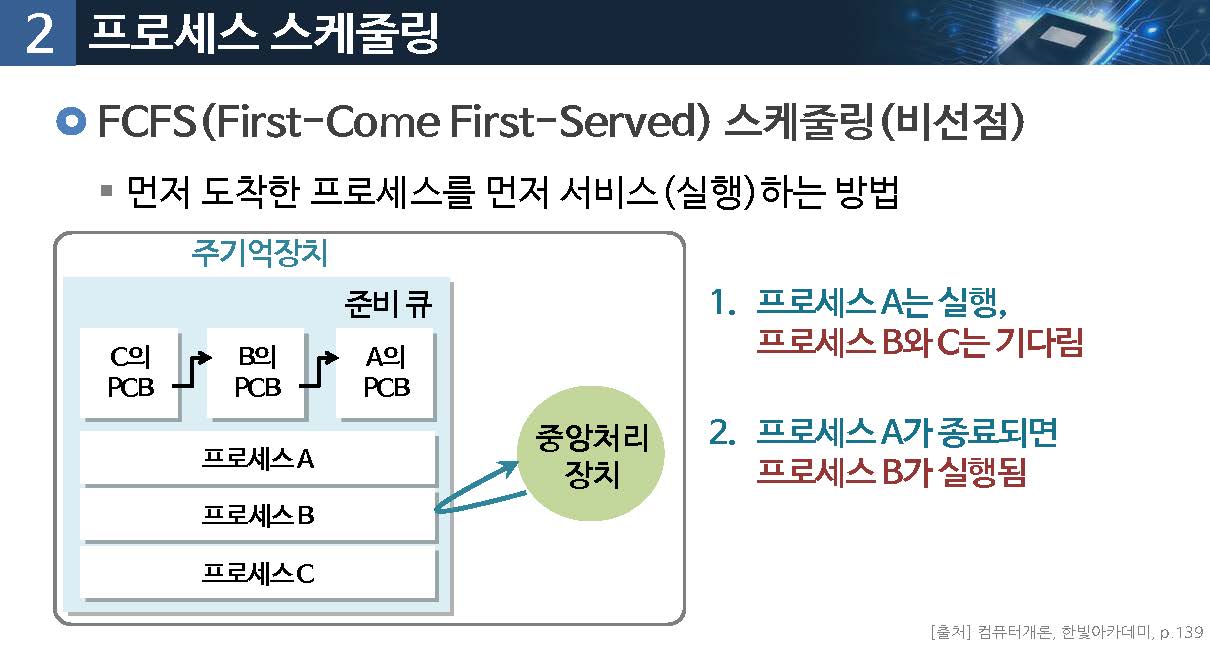 2 프로세스 스케줄링
FCFS(First-Come First-Served) 스케줄링(비선점)
먼저 도착한 프로세스를 먼저 서비스(실행)하는 방법
주기억장치
준비 큐
C의
PCB
B의
PCB
A의
PCB
프로세스 A
프로세스 B
프로세스 C
중앙처리
장치
1. 프로세스 A는 실행,
프로세스 B와 C는 기다림
2. 프로세스 A가 종료되면
프로세스 B가 실행됨
[출처] 컴퓨터개론, 한빛아카데미, p.139